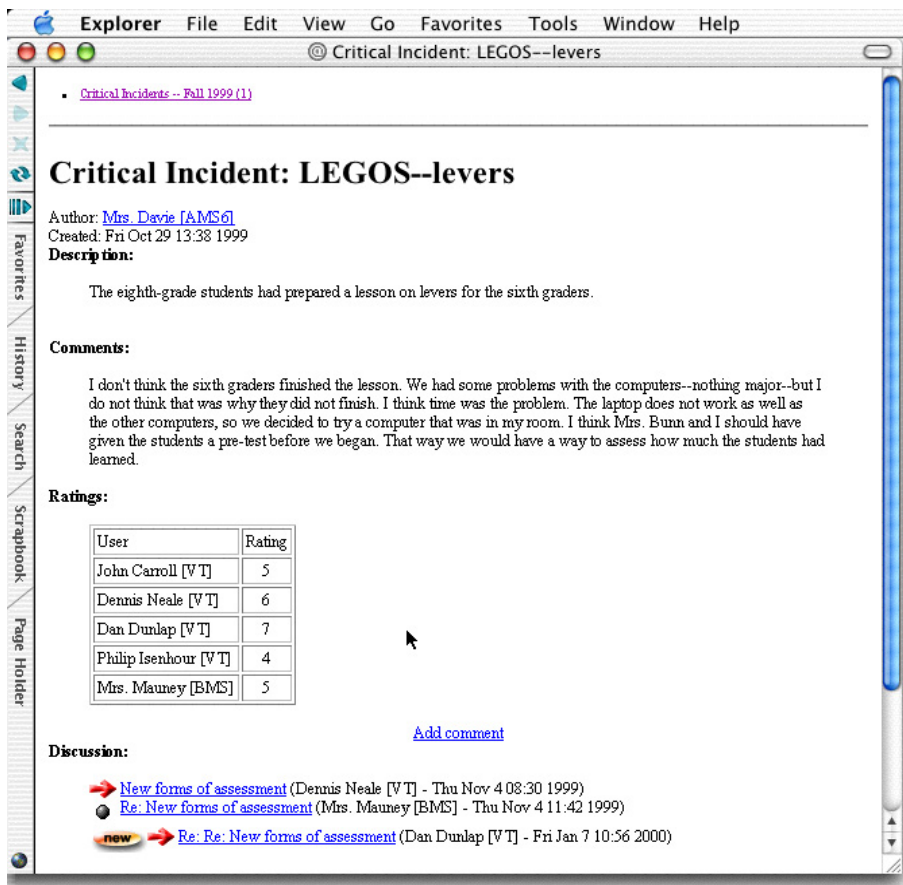 Explorer File Edit View Go Favorites Tools Window Help
@ Critical Incident: LEGOS--levers
Critical Incidents -- Fall 1999 (1)
Critical Incident: LEGOS--levers
Author: Mrs. Davie [AMS6]
Created: Fri Oct 29 13:38 1999
Description:
The eighth-grade students had prepared a lesson on levers for the sixth graders.
Comments:
I don't think the sixth graders finished the lesson. We had some problems with the computers--nothing major--but I
do not think that was why they did not finish. I think time was the problem. The laptop does not work as well as
the other computers, so we decided to try a computer that was in my room. I think Mrs. Bunn and I should have
given the students a pre-test before we began. That way we would have a way to assess how much the students had
learned.
Ratings:
User Rating
John Carroll [VT] 5
Dennis Neale [VT] 6
Dan Dunlap [VT] 7
Philip Isenhour [VT] 4
Mrs. Mauney [BMS] 5
Add comment
Discussion:
New forms of assessment (Dennis Neale [VT] - Thu Nov 4 08:30 1999)
Re: New forms of assessment (Mrs. Mauney [BMS] - Thu Nov 4 11:42 1999)
new Re: Re: New forms of assessment (Dan Dunlap [VT] - Fri Jan 7 10:56 2000)
Favorites
History
Search
Scrapbook
Page Holder